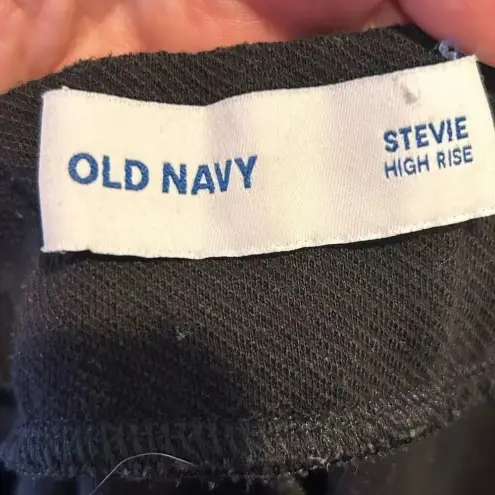 OLD NAVY
STEVIE
HIGH RISE